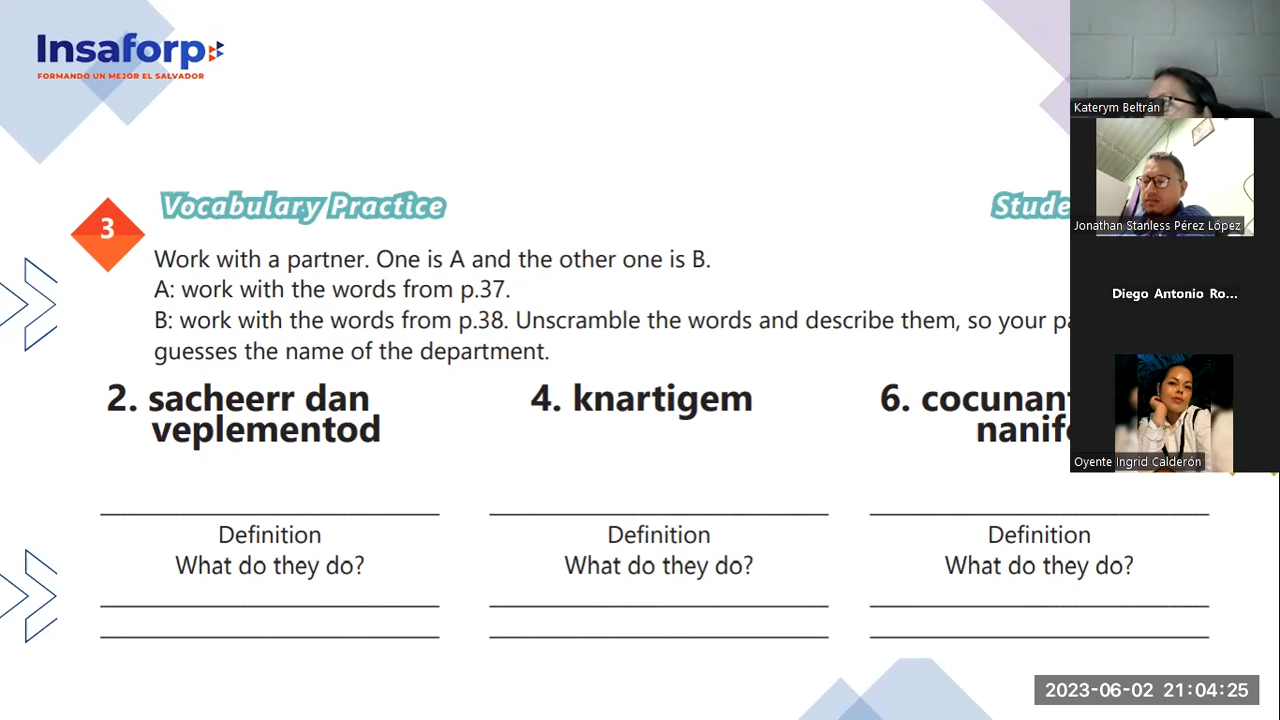 Insaforp
FORMANDO UN MEJOR EL SALVADOR
Vocabulary Practice
3
Work with a partner. One is A and the other one is B.
A: work with the words from p.37.
B: work with the words from p.38. Unscramble the words and describe them, so your
guesses the name of the department.
2. sacheerr dan
veplementod
4. knartigem
6.
Definition
What do they do?
Definition
What do they do?
Definition
What do they do?
Katerym Beltrán
Jonathan Stanless Pérez López
Diego Antonio Ro...
Oyente Ingrid Calderón
2023-06-02 21:04:25